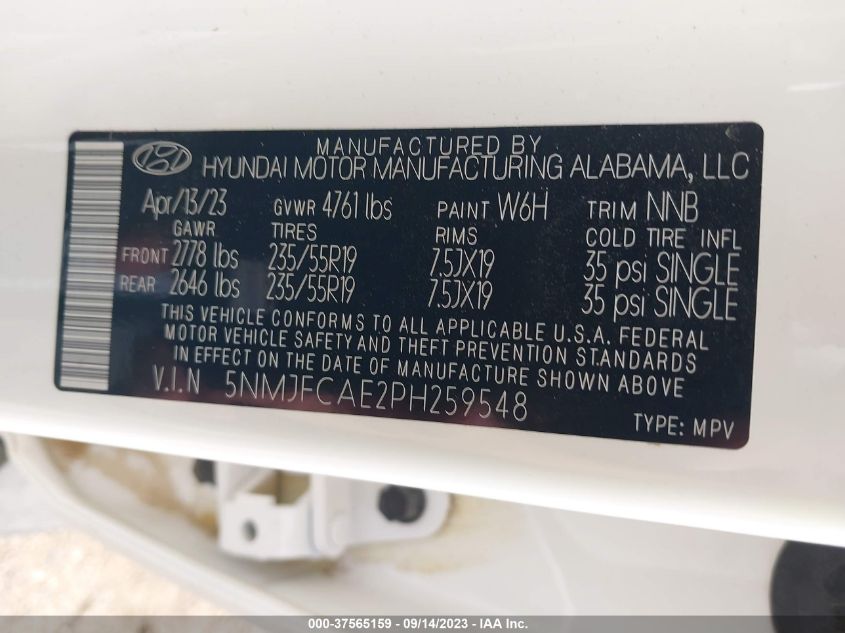 MANUFACTURED BY
HYUNDAI MOTOR MANUFACTURING ALABAMA, LLC
Apr/13/23 GVWR 4761 lbs PAINT W6H TRIM NNB
GAWR TIRES RIMS COLD TIRE INFL
FRONT 2778 lbs 235/55R19 7.5JX19 35 psi SINGLE
REAR 2646 lbs 235/55R19 7.5JX19 35 psi SINGLE
THIS VEHICLE CONFORMS TO ALL APPLICABLE U.S.A. FEDERAL
MOTOR VEHICLE SAFETY AND THEFT PREVENTION STANDARDS
IN EFFECT ON THE DATE OF MANUFACTURE SHOWN ABOVE
V.I.N 5NMJFCAE2PH259548
TYPE: MPV
000-37565159 - 09/14/2023 - IAA Inc.